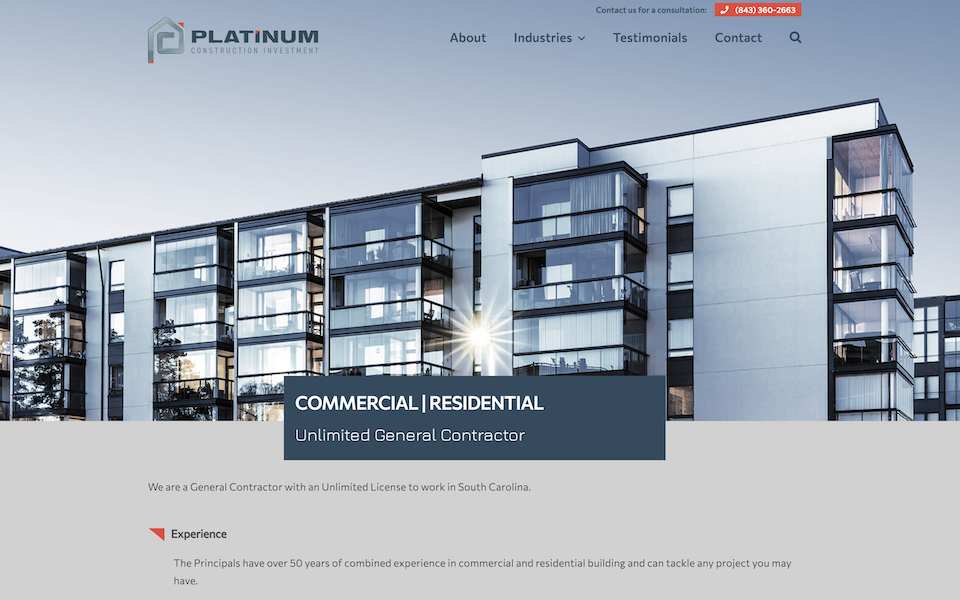 Contact us for a consultation: (843) 360-2663
PLATINUM
CONSTRUCTION INVESTMENT
About Industries Testimonials Contact
COMMERCIAL | RESIDENTIAL
Unlimited General Contractor
We are a General Contractor with an Unlimited License to work in South Carolina.
Experience
The Principals have over 50 years of combined experience in commercial and residential building and can tackle any project you may
have.